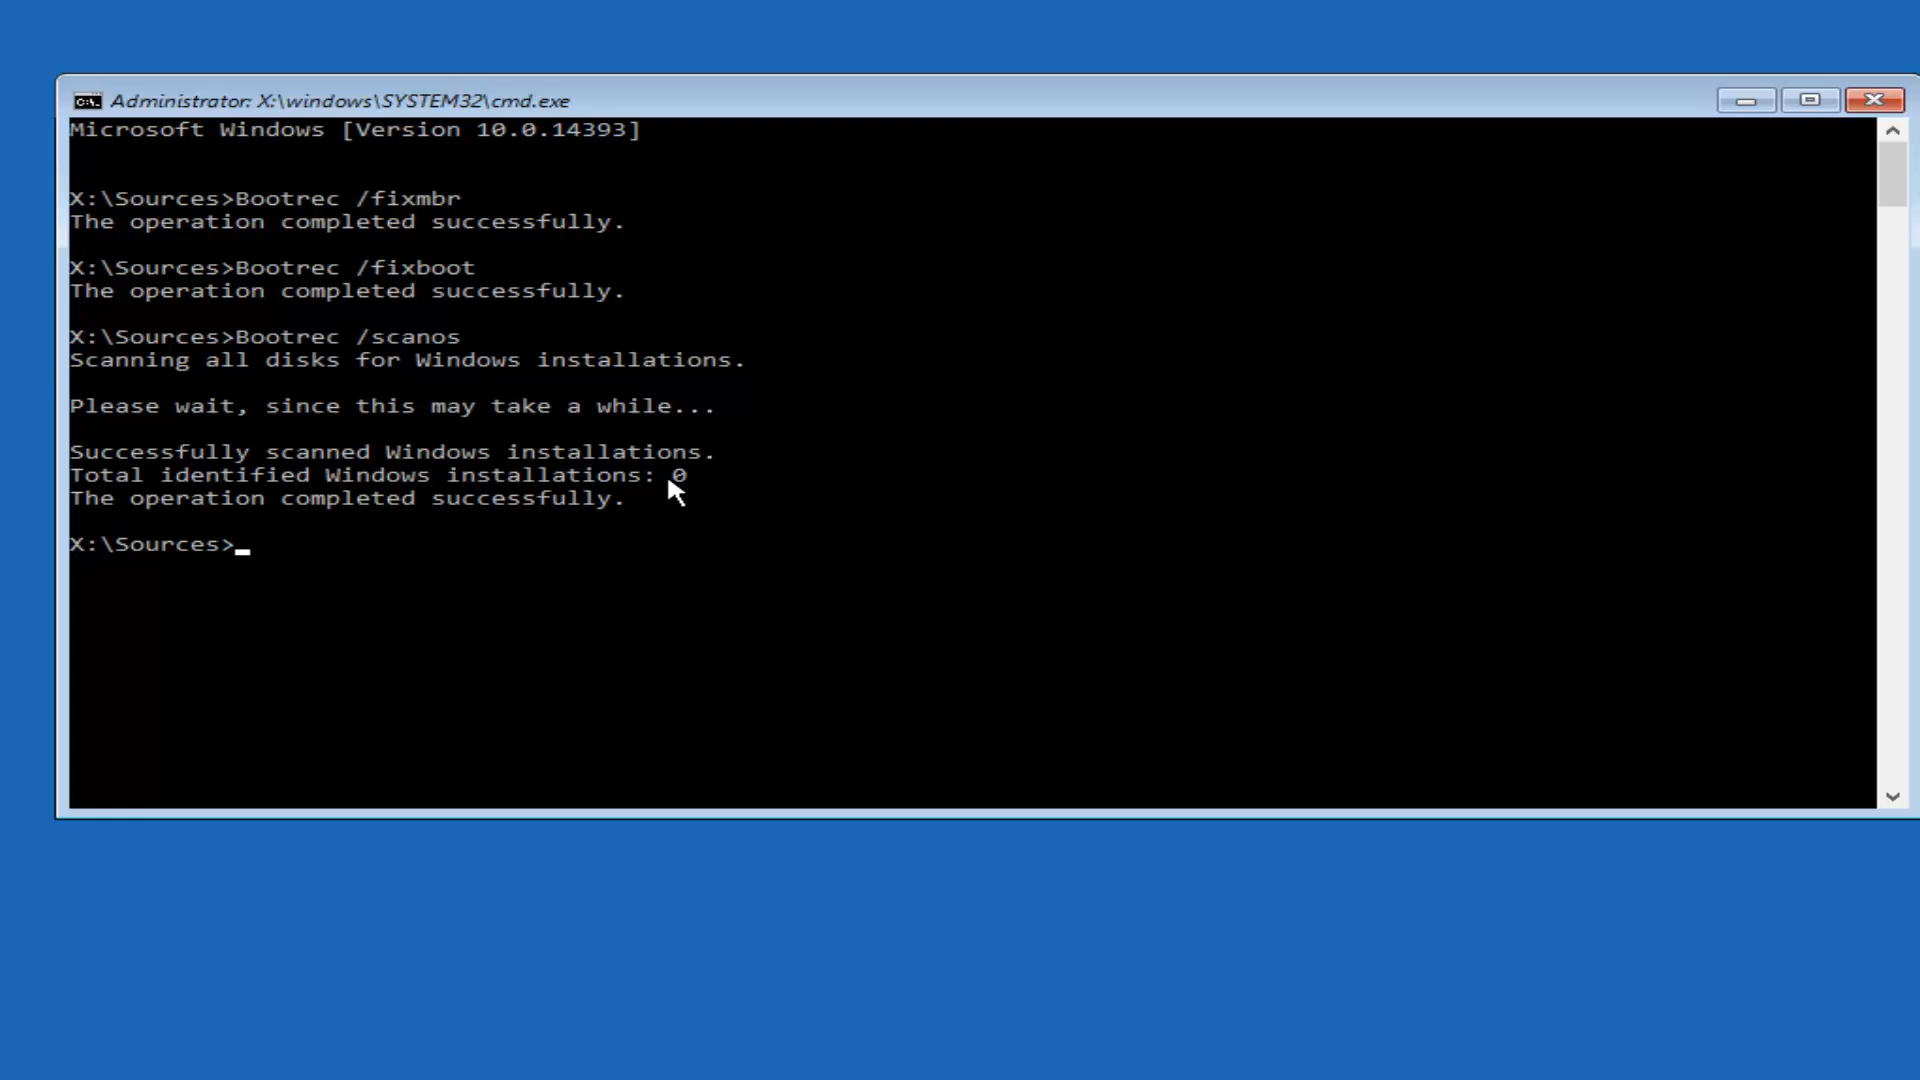 Administrator: X:\windows\SYSTEM32\cmd.exe
Microsoft Windows [Version 10.0.14393]
X:\Sources>Bootrec /fixmbr
The operation completed successfully.
X:\Sources>Bootrec /fixboot
The operation completed successfully.
X:\Sources>Bootrec /scanos
Scanning all disks for Windows installations.
Please wait, since this may take a while...
Successfully scanned Windows installations.
Total identified Windows installations: 0
The operation completed successfully.
X:\Sources>